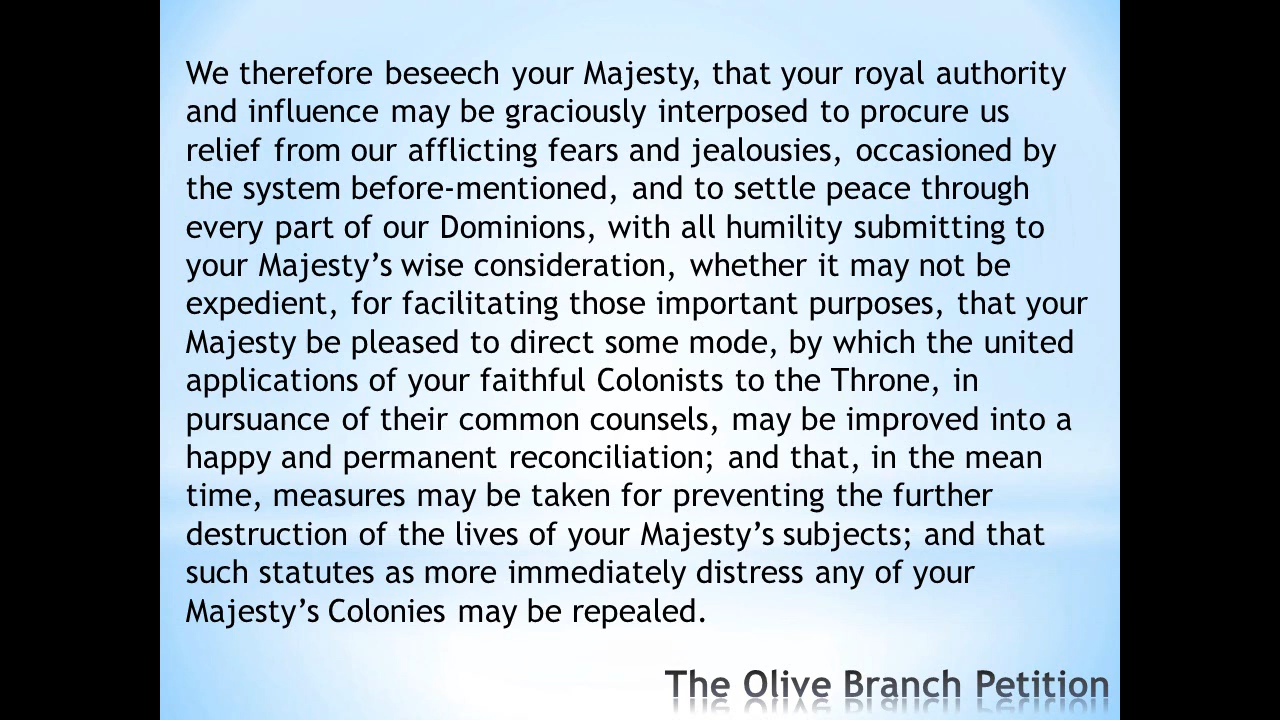 We therefore beseech your Majesty, that your royal authority
and influence may be graciously interposed to procure us
relief from our afflicting fears and jealousies, occasioned by
the system before-mentioned, and to settle peace through
every part of our Dominions, with all humility submitting to
your Majesty’s wise consideration, whether it may not be
expedient, for facilitating those important purposes, that your
Majesty be pleased to direct some mode, by which the united
applications of your faithful Colonists to the Throne, in
pursuance of their common counsels, may be improved into a
happy and permanent reconciliation; and that, in the mean
time, measures may be taken for preventing the further
destruction of the lives of your Majesty’s subjects; and that
such statutes as more immediately distress any of your
Majesty’s Colonies may be repealed.
The Olive Branch Petition